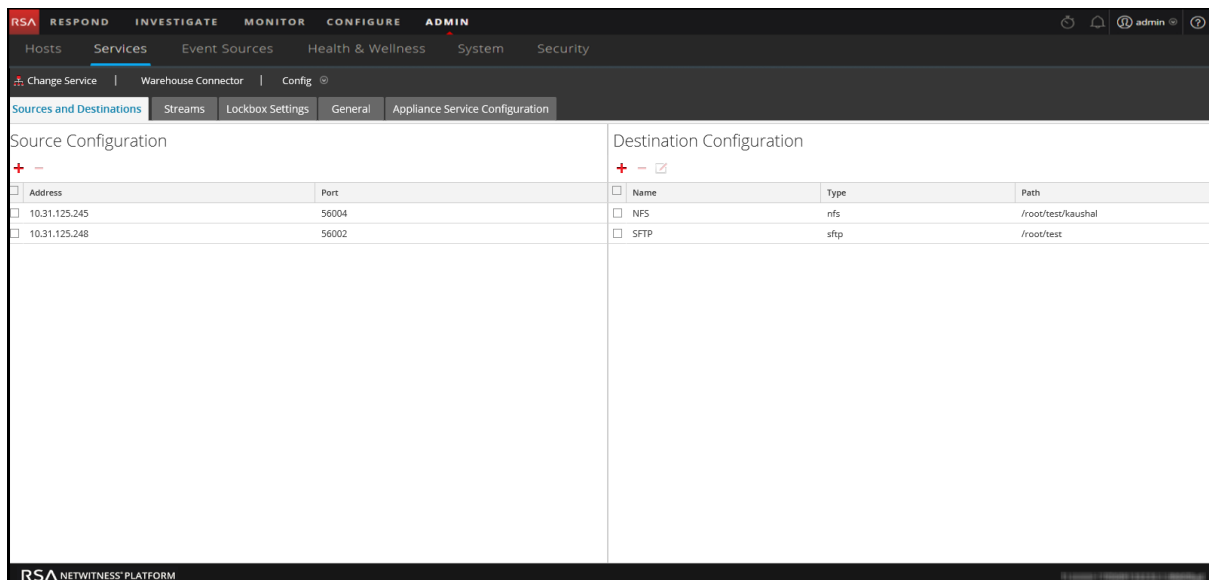 RSA RESPOND INVESTIGATE MONITOR CONFIGURE ADMIN admin ?
Hosts Services Event Sources Health & Wellness System Security
Change Service | Warehouse Connector | Config
Sources and Destinations Streams Lockbox Settings General Appliance Service Configuration
Source Configuration
Destination Configuration
Address Port
10.31.125.245 56004
10.31.125.248 56002
Name Type Path
NFS nfs /root/test/kaushal
SFTP sftp /root/test
RSA NETWITNESS® PLATFORM